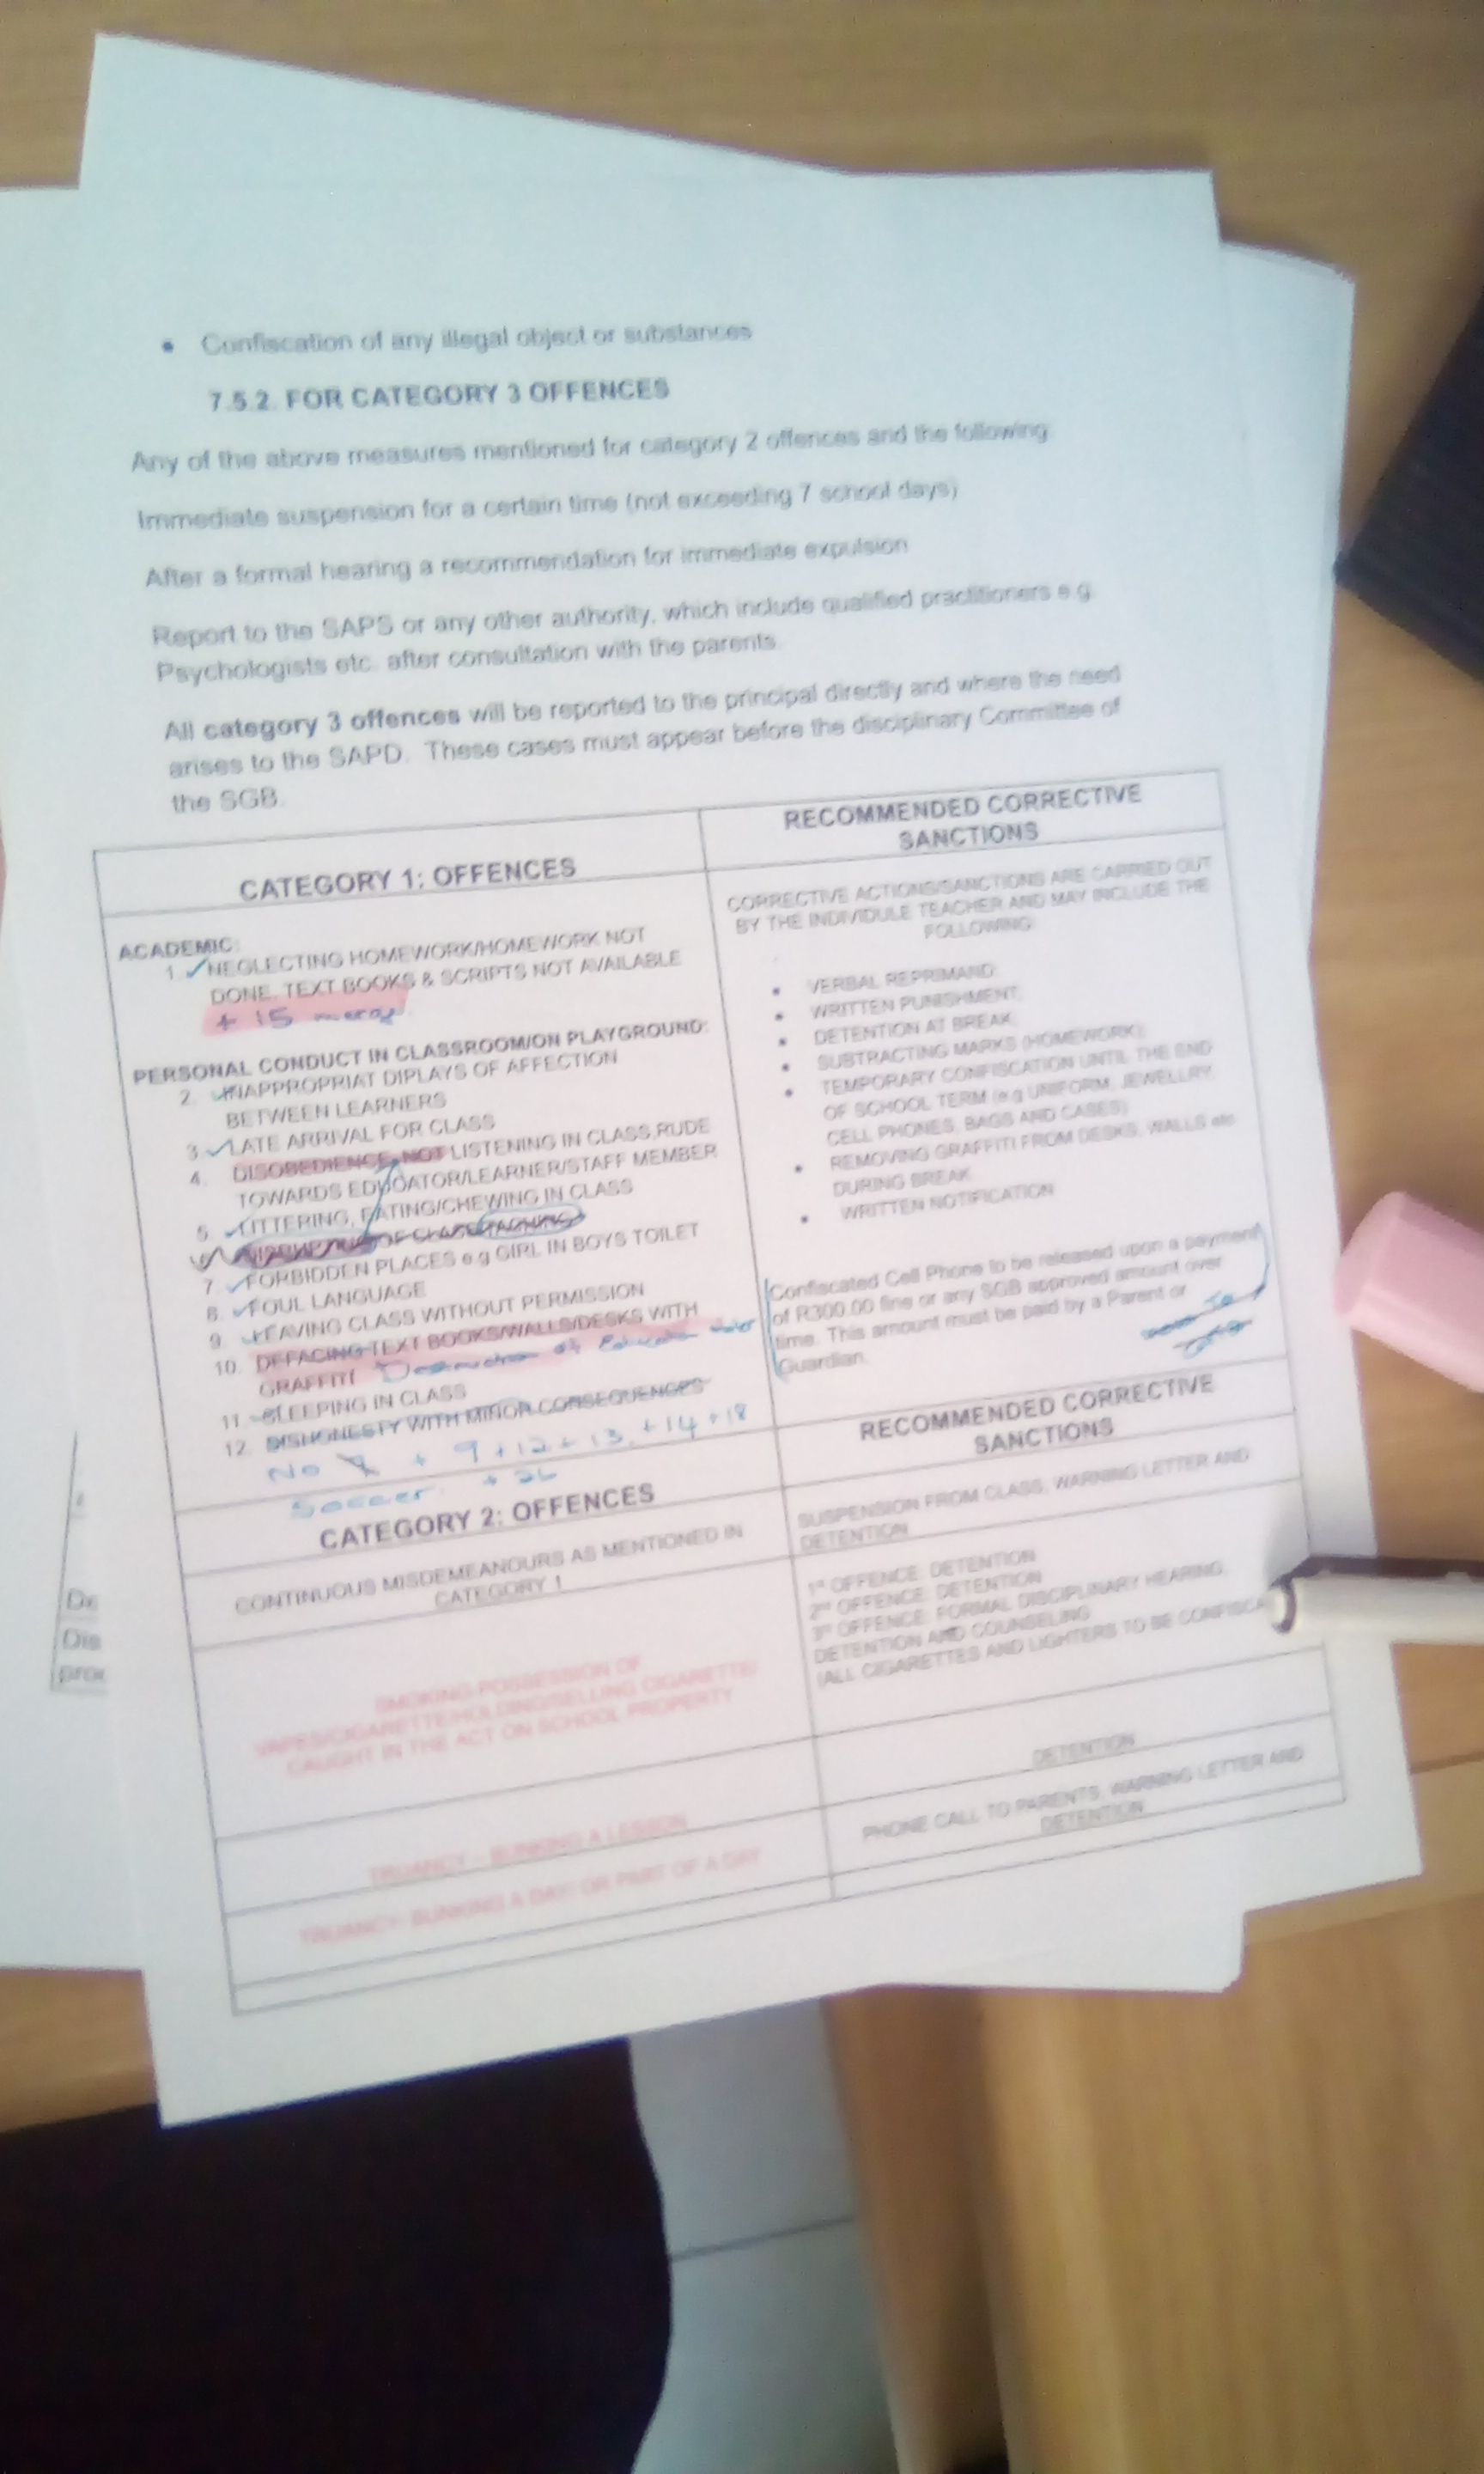 • Confiscation of any illegal object or substances
7.5.2. FOR CATEGORY 3 OFFENCES
Any of the above measures mentioned for category 2 offences and the following:
Immediate suspension for a certain time (not exceeding 7 school days)
After a formal hearing a recommendation for immediate expulsion
Report to the SAPS or any other authority, which include qualified practitioners e.g.
Psychologists etc. after consultation with the parents.
All category 3 offences will be reported to the principal directly and where the need
arises to the SAPD. These cases must appear before the disciplinary Committee of
the SGB.
CATEGORY 1: OFFENCES
RECOMMENDED CORRECTIVE
SANCTIONS
ACADEMIC:
1. NEGLECTING HOMEWORK/HOMEWORK NOT
DONE. TEXT BOOKS & SCRIPTS NOT AVAILABLE
+ 15
PERSONAL CONDUCT IN CLASSROOM/ON PLAYGROUND:
2. INAPPROPRIAT DIPLAYS OF AFFECTION
BETWEEN LEARNERS
3. LATE ARRIVAL FOR CLASS
4. DISOBEDIENCE, NOT LISTENING IN CLASS,RUDE
TOWARDS EDUCATOR/LEARNER/STAFF MEMBER
5. LITTERING, EATING/CHEWING IN CLASS
OF
7. FORBIDDEN PLACES e.g GIRL IN BOYS TOILET
8. FOUL LANGUAGE
9. LEAVING CLASS WITHOUT PERMISSION
10. DEFACING TEXT BOOKS/WALLS/DESKS WITH
GRAFFITI Destruction of
11. SLEEPING IN CLASS
12. DISHONESTY WITH MINOR CONSEQUENCES
No + 9 + 12 + 13 + 14 + 18
Soccer + 26
CORRECTIVE ACTIONS/SANCTIONS ARE CARRIED OUT
BY THE INDIVIDULE TEACHER AND MAY INCLUDE THE
FOLLOWING:
• VERBAL REPRIMAND;
• WRITTEN PUNISHMENT;
• DETENTION AT BREAK;
• SUBTRACTING MARKS (HOMEWORK);
• TEMPORARY CONFISCATION UNTIL THE END
OF SCHOOL TERM (e.g UNIFORM, JEWELLRY,
CELL PHONES, BAGS AND CASES)
• REMOVING GRAFFITI FROM DESKS, WALLS etc
DURING BREAK
• WRITTEN NOTIFICATION
Confiscated Cell Phone to be released upon a payment
of R300.00 fine or any SGB approved amount over
time. This amount must be paid by a Parent or
Guardian.
CATEGORY 2: OFFENCES
RECOMMENDED CORRECTIVE
SANCTIONS
CONTINUOUS MISDEMEANOURS AS MENTIONED IN
CATEGORY 1
SUSPENSION FROM CLASS, WARNING LETTER AND
DETENTION
SMOKING-POSSESSION OF
VAPES/CIGARETTE/HOLDING/SELLING CIGARETTE/
CAUGHT IN THE ACT ON SCHOOL PROPERTY
1st OFFENCE: DETENTION
2nd OFFENCE: DETENTION
3rd OFFENCE: FORMAL DISCIPLINARY HEARING,
DETENTION AND COUNSELING
(ALL CIGARETTES AND LIGHTERS TO BE CONFISCA
TRUANCY - BUNKING A LESSON
DETENTION
TRUANCY- BUNKING A DAY/ OR PART OF A DAY
PHONE CALL TO PARENTS, WARNING LETTER AND
DETENTION
De
Dis
proc